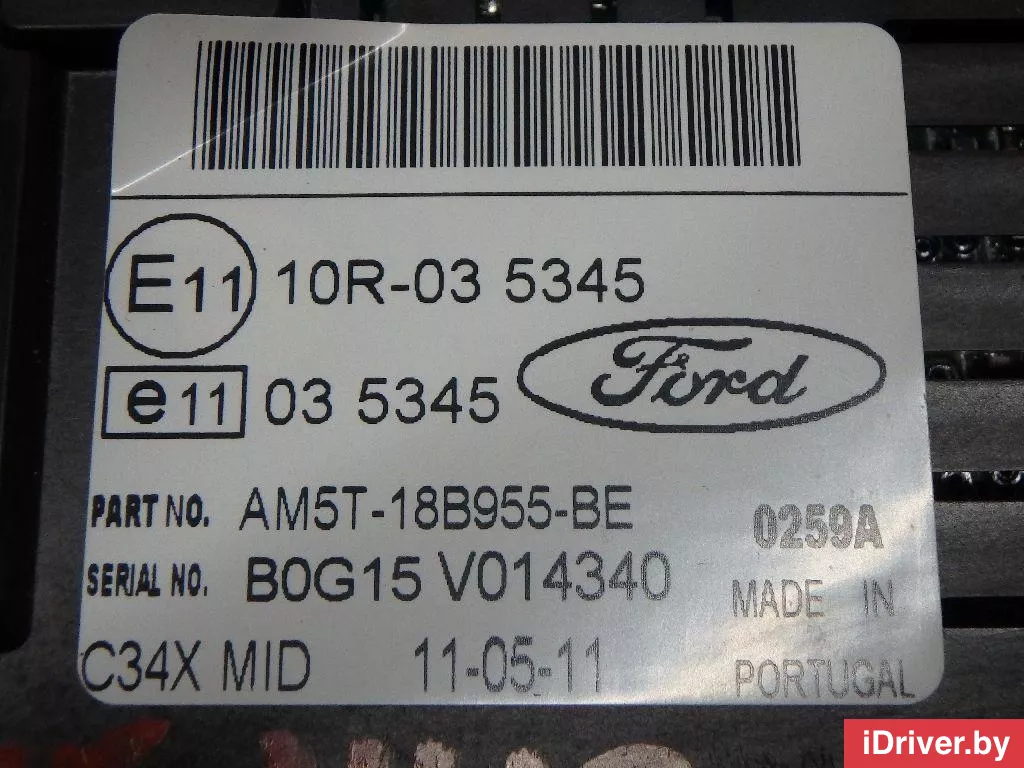 E11 10R-03 5345
e11 03 5345
Ford
PART NO. AM5T-18B955-BE
0259A
SERIAL NO. B0G15 V014340
MADE IN
C34X MID 11-05-11
PORTUGAL
iDriver.by